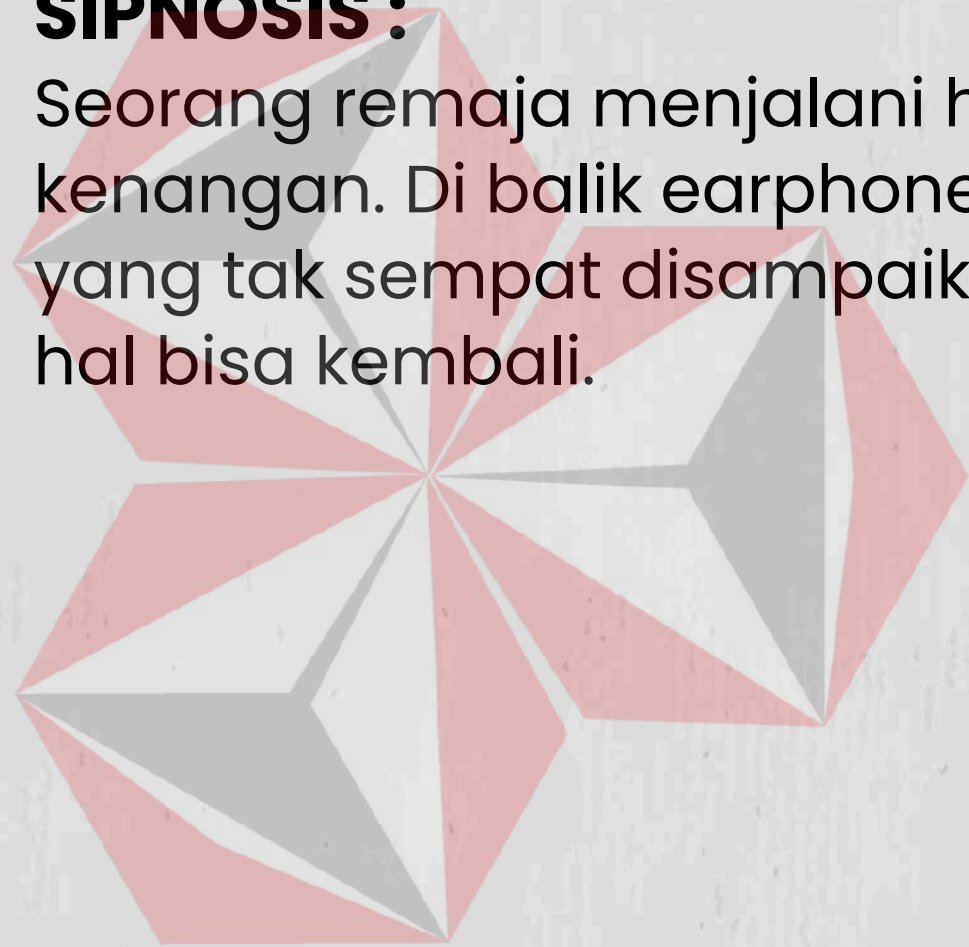 SIPNOSIS :
Seorang remaja menjalani
kenangan. Di balik earphone
yang tak sempat disampaik
hal bisa kembali.